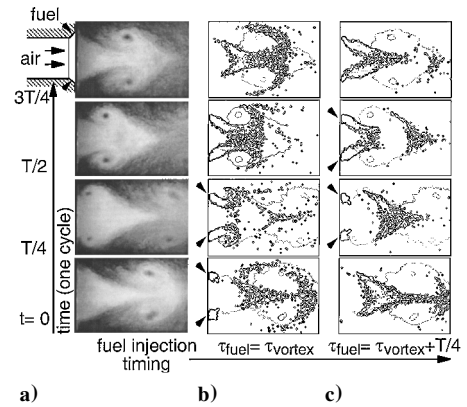 fuel
air
3T/4
T/2
T/4
t= 0
time (one cycle)
fuel injection
timing
τfuel= τvortex
τfuel= τvortex+T/4
a)
b)
c)